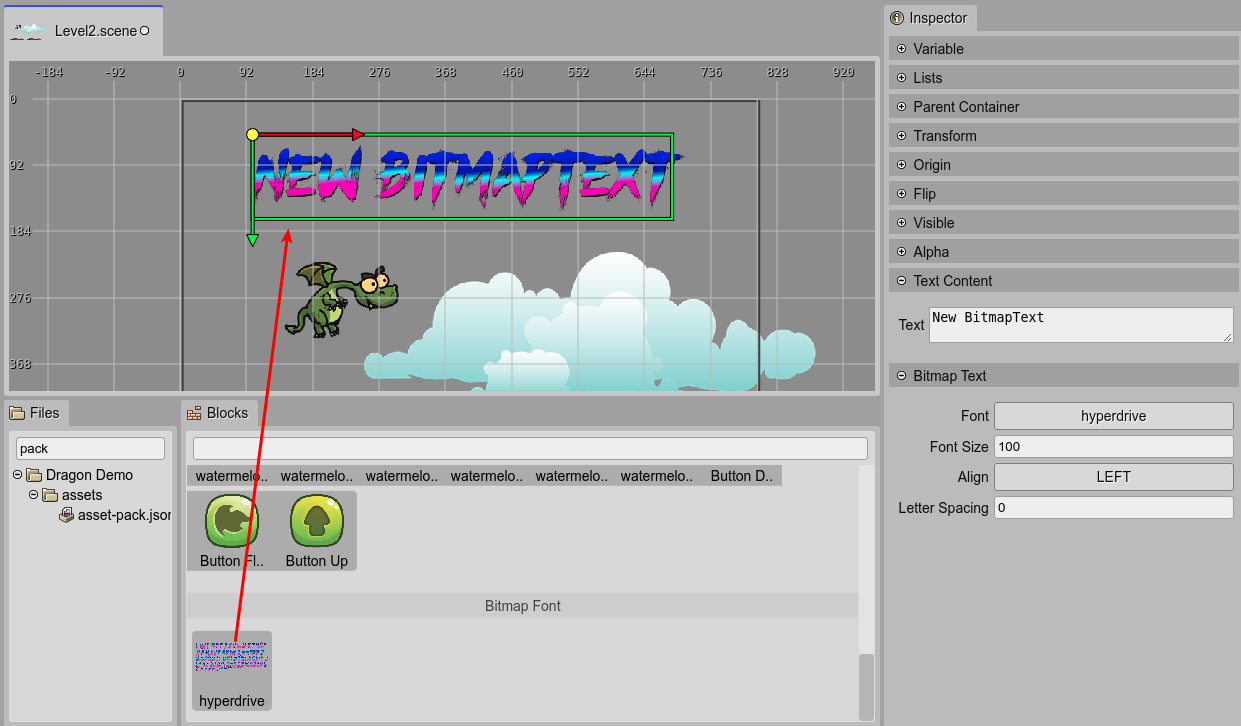 Level2.scene
-184 -92 0 92 184 276 368 460 552 644 736 828 920
0
92
184
276
368
NEW BITMAPTEXT
Files
pack
Dragon Demo
assets
asset-pack.jsor
Blocks
watermelo.. watermelo.. watermelo.. watermelo.. watermelo.. watermelo.. Button D..
Button Fl.. Button Up
Bitmap Font
hyperdrive
Inspector
Variable
Lists
Parent Container
Transform
Origin
Flip
Visible
Alpha
Text Content
Text New BitmapText
Bitmap Text
Font hyperdrive
Font Size 100
Align LEFT
Letter Spacing 0